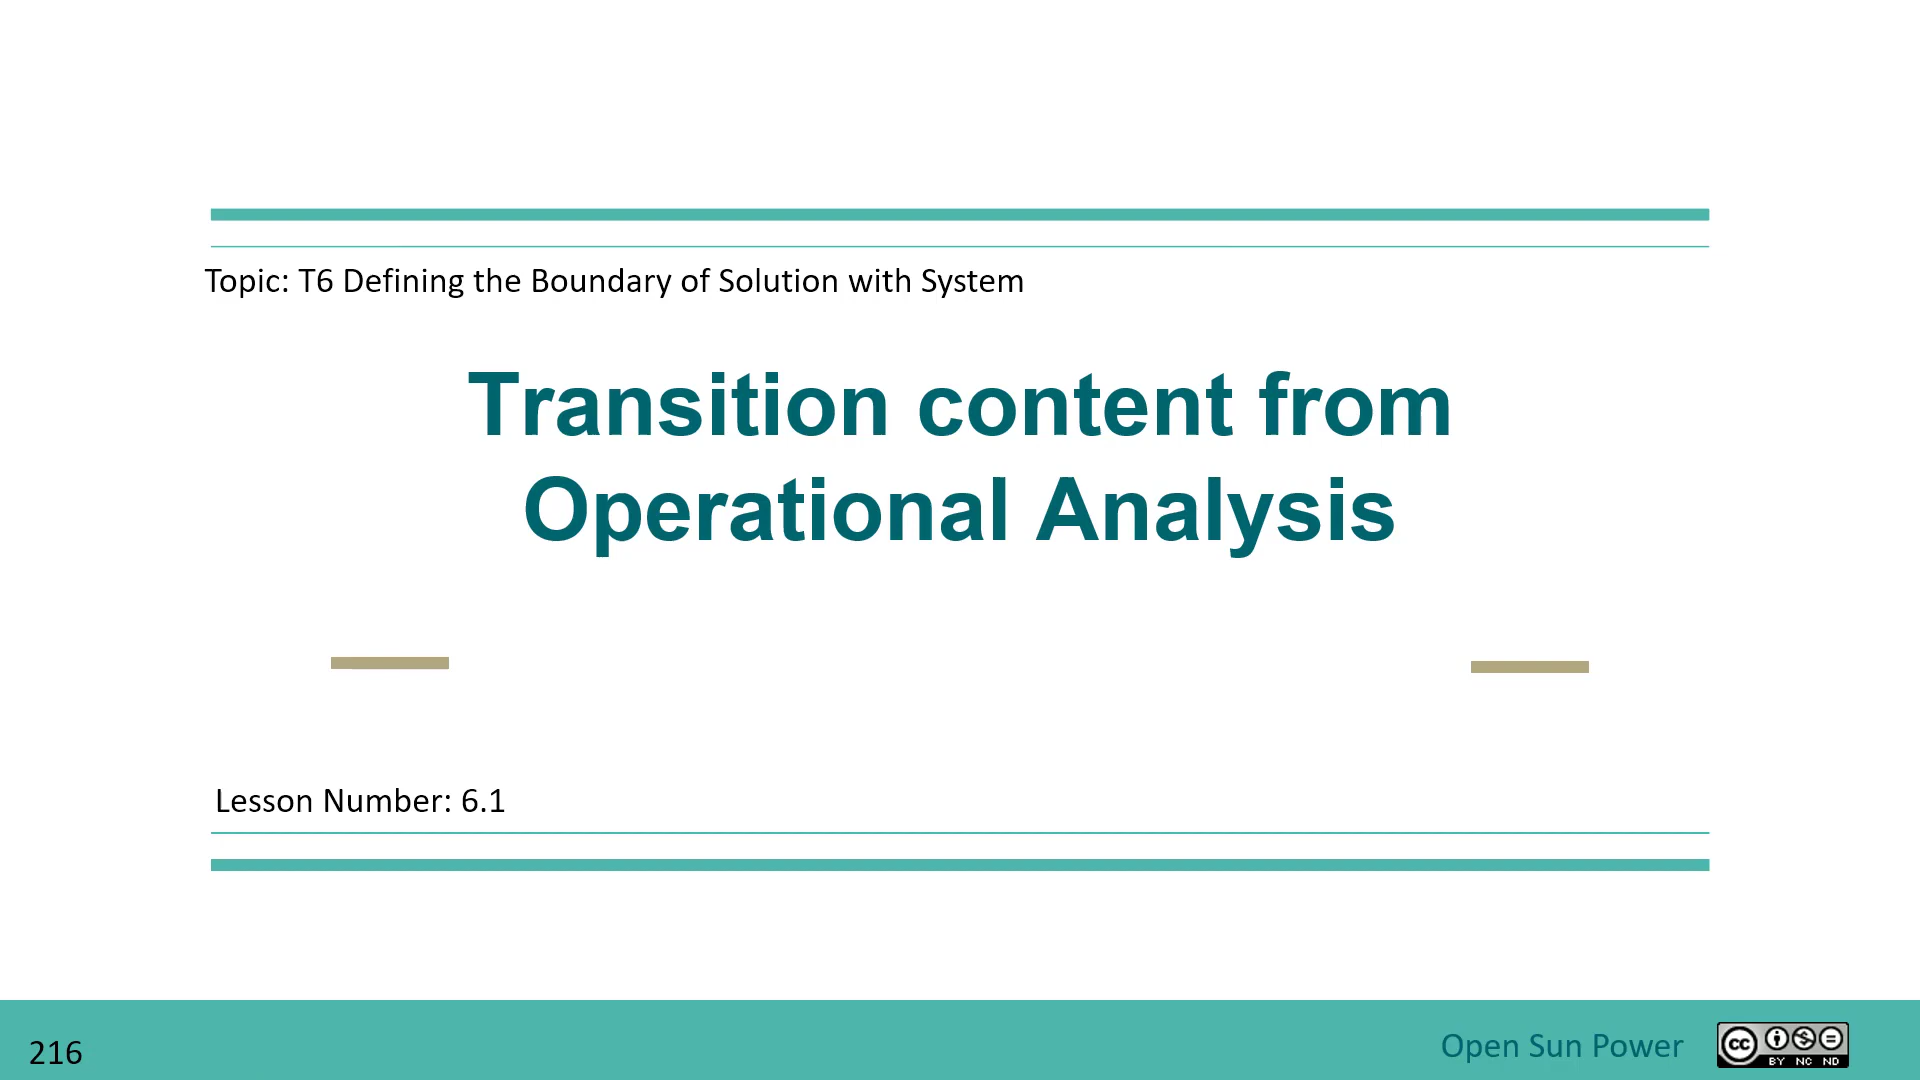 Topic: T6 Defining the Boundary of Solution with System
Transition content from
Operational Analysis
Lesson Number: 6.1
216
Open Sun Power
cc
BY NC ND